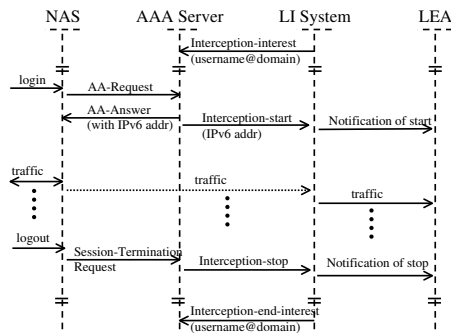 NAS AAA Server LI System LEA
Interception-interest
(username@domain)
login
AA-Request
AA-Answer
(with IPv6 addr)
Interception-start
(IPv6 addr)
Notification of start
traffic
traffic
traffic
logout
Session-Termination
Request
Interception-stop
Notification of stop
Interception-end-interest
(username@domain)